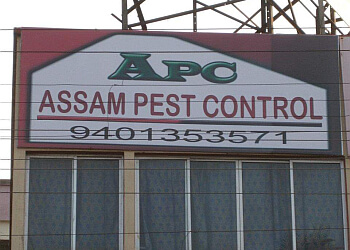 APC
ASSAM PEST CONTROL
9401353571